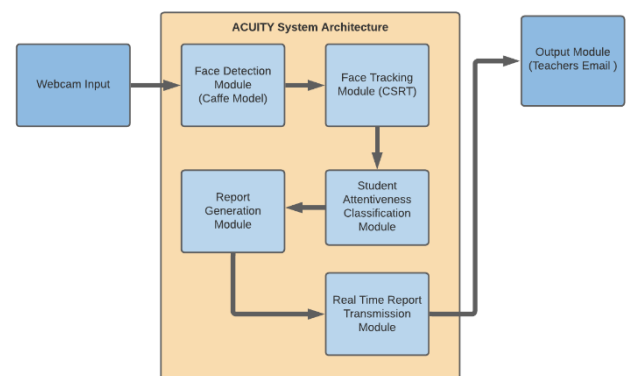 ACUITY System Architecture
Webcam Input
Face Detection
Module
(Caffe Model)
Face Tracking
Module (CSRT)
Output Module
(Teachers Email )
Report
Generation
Module
Student
Attentiveness
Classification
Module
Real Time Report
Transmission
Module